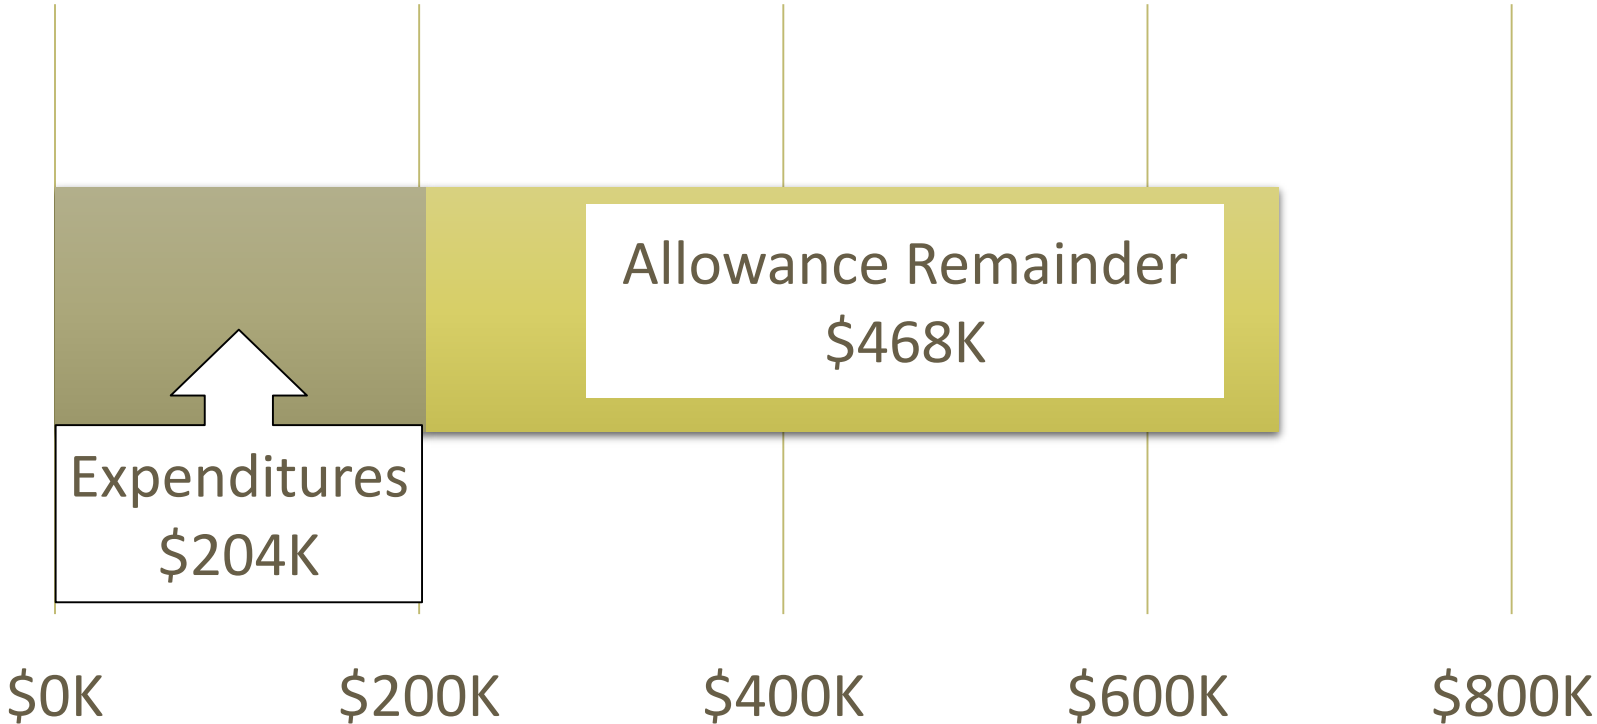 Allowance Remainder
$468K
Expenditures
$204K
$0K
$200K
$400K
$600K
$800K